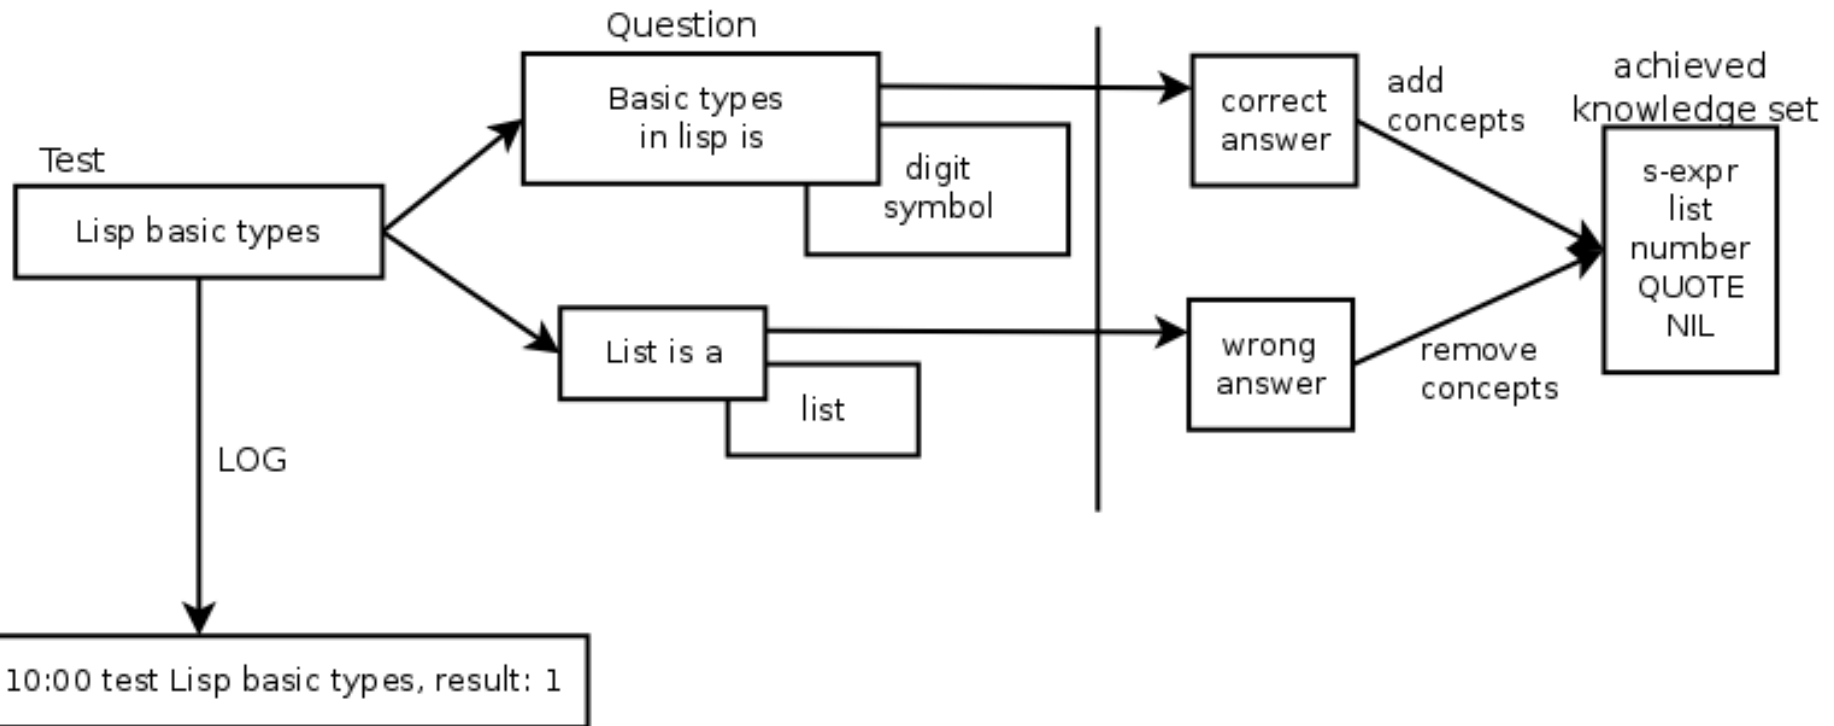 Question
Basic types
in lisp is
digit
symbol
Test
Lisp basic types
List is a
list
LOG
10:00 test Lisp basic types, result: 1
correct
answer
add
concepts
wrong
answer
remove
concepts
achieved
knowledge set
s-expr
list
number
QUOTE
NIL